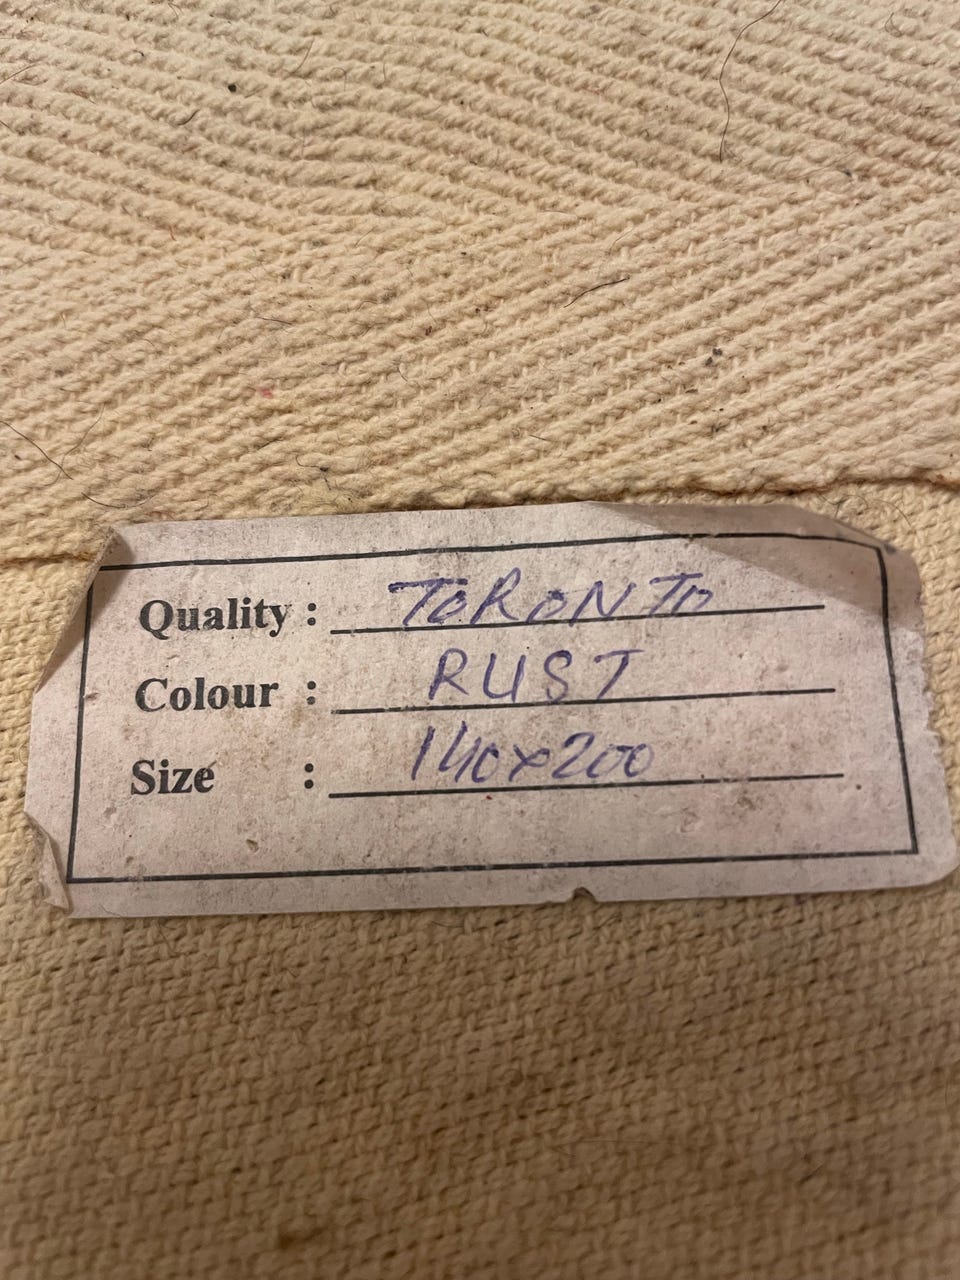 Quality : TORONTO
Colour : RUST
Size : 140x200